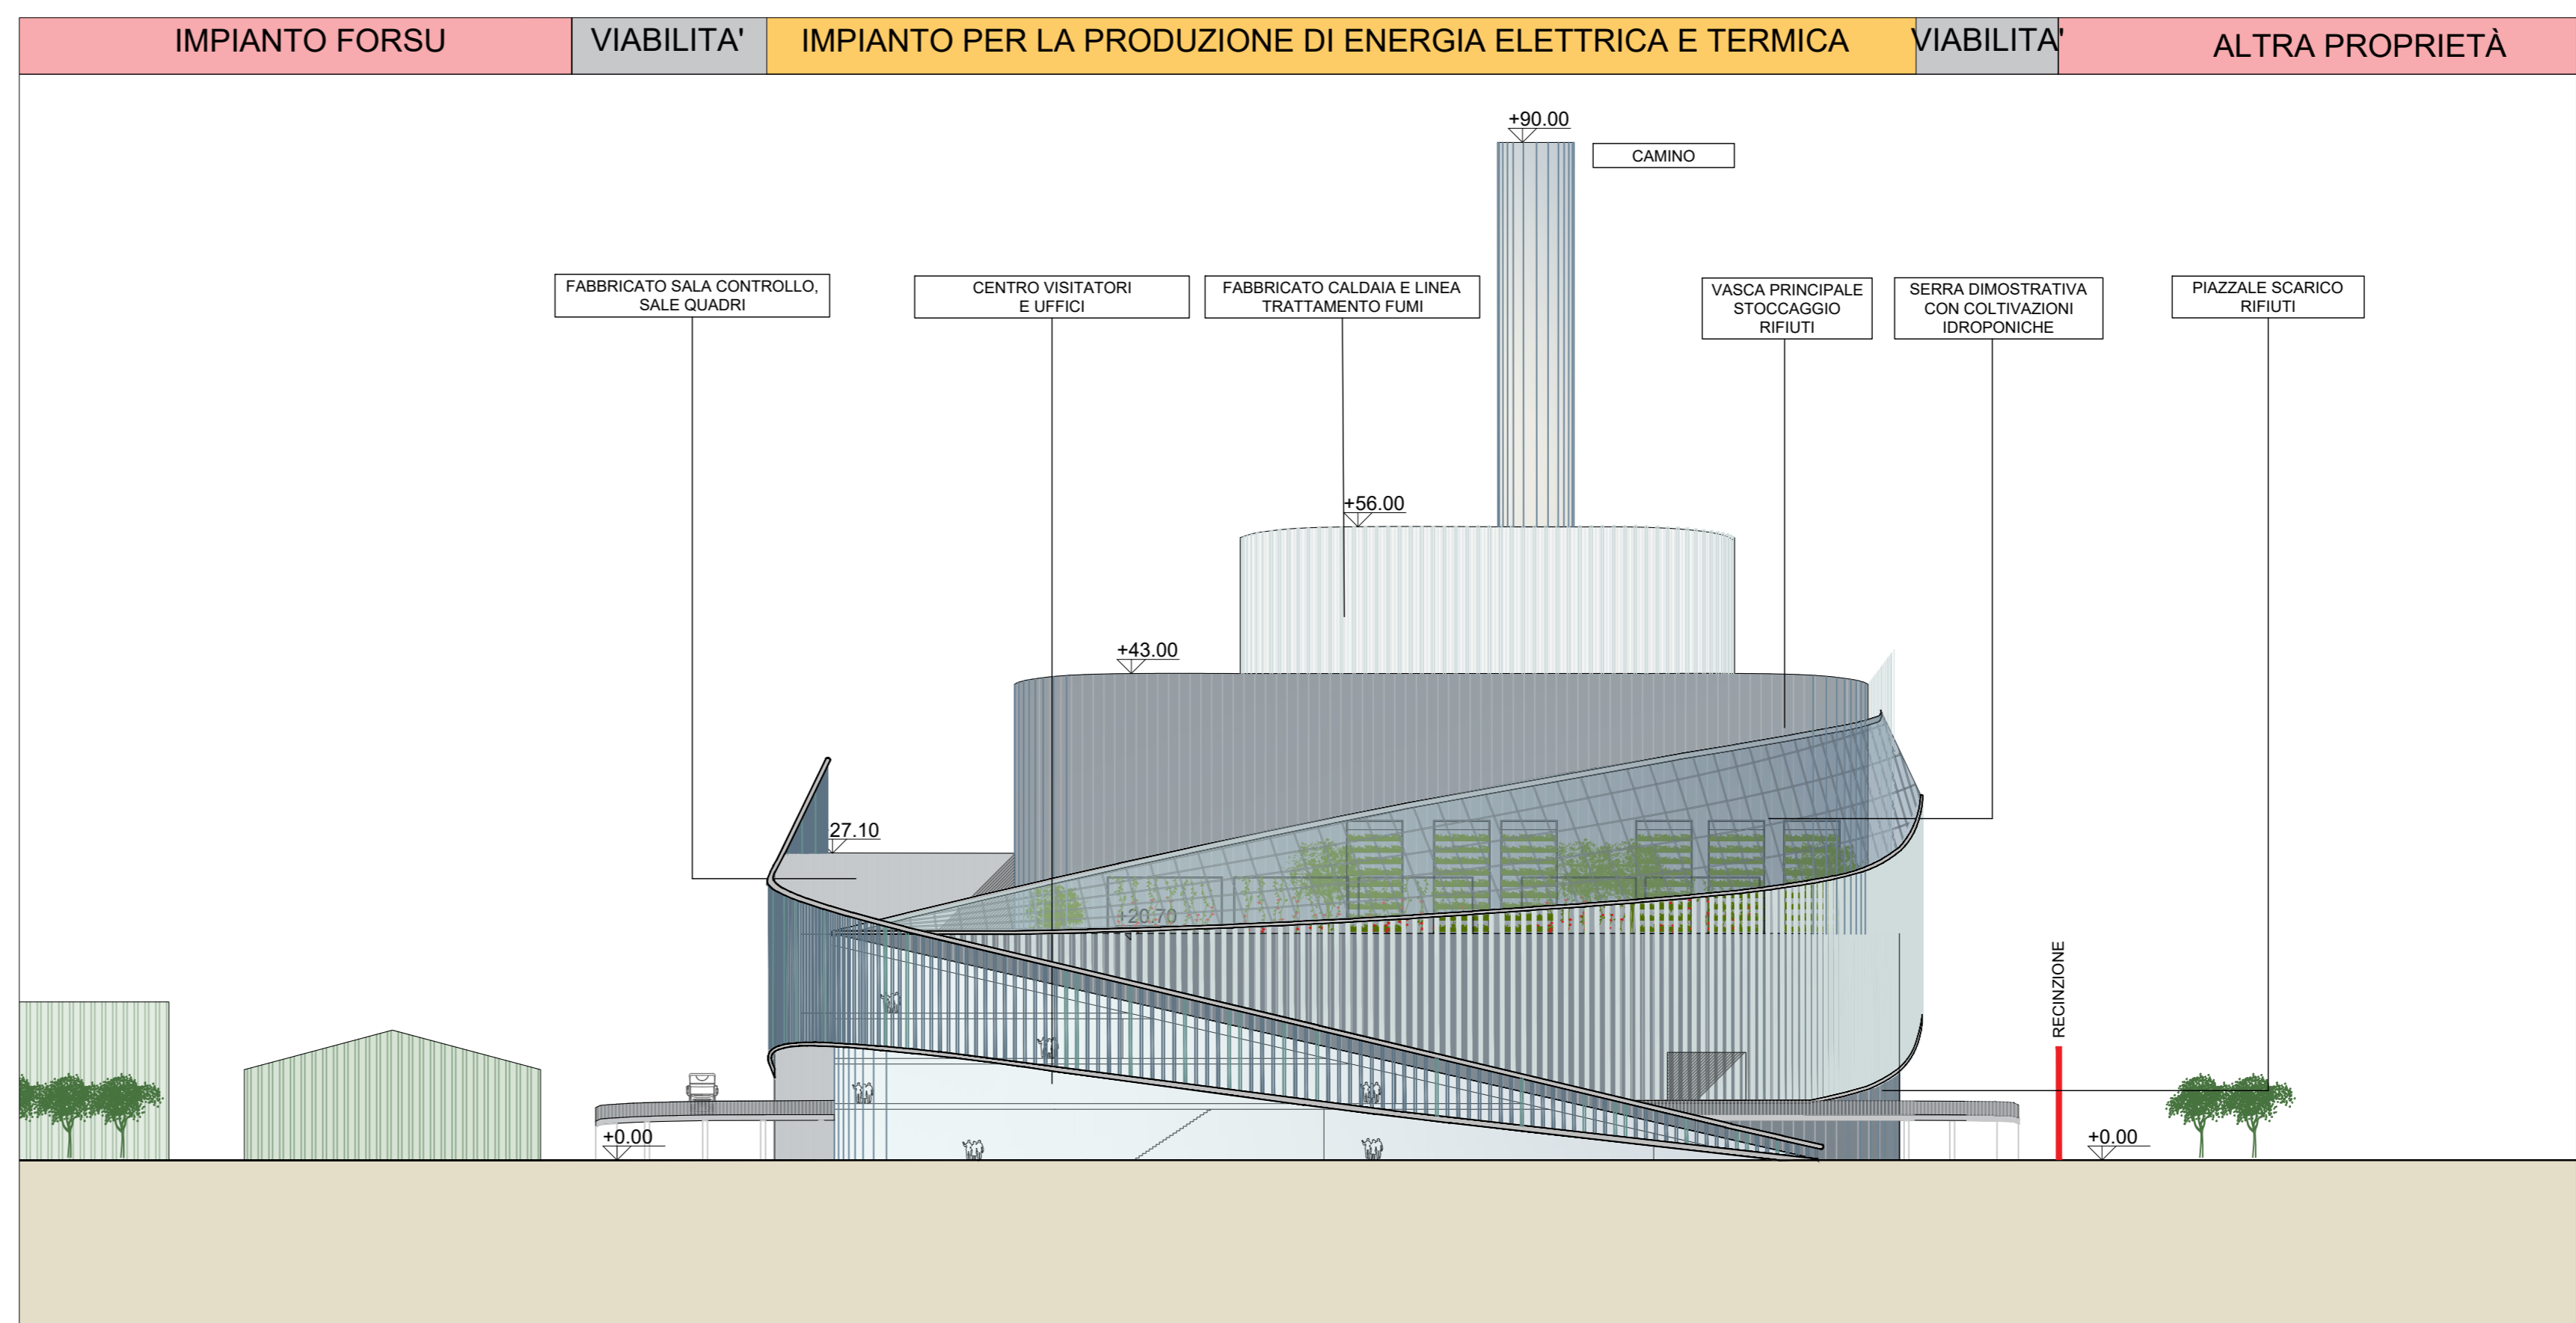 IMPIANTO FORSU
VIABILITA'
IMPIANTO PER LA PRODUZIONE DI ENERGIA ELETTRICA E TERMICA
VIABILITA'
ALTRA PROPRIETÀ
+90.00
CAMINO
FABBRICATO SALA CONTROLLO,
SALE QUADRI
CENTRO VISITATORI
E UFFICI
FABBRICATO CALDAIA E LINEA
TRATTAMENTO FUMI
VASCA PRINCIPALE
STOCCAGGIO
RIFIUTI
SERRA DIMOSTRATIVA
CON COLTIVAZIONI
IDROPONICHE
PIAZZALE SCARICO
RIFIUTI
+56.00
+43.00
27.10
+20.70
RECINZIONE
+0.00
+0.00